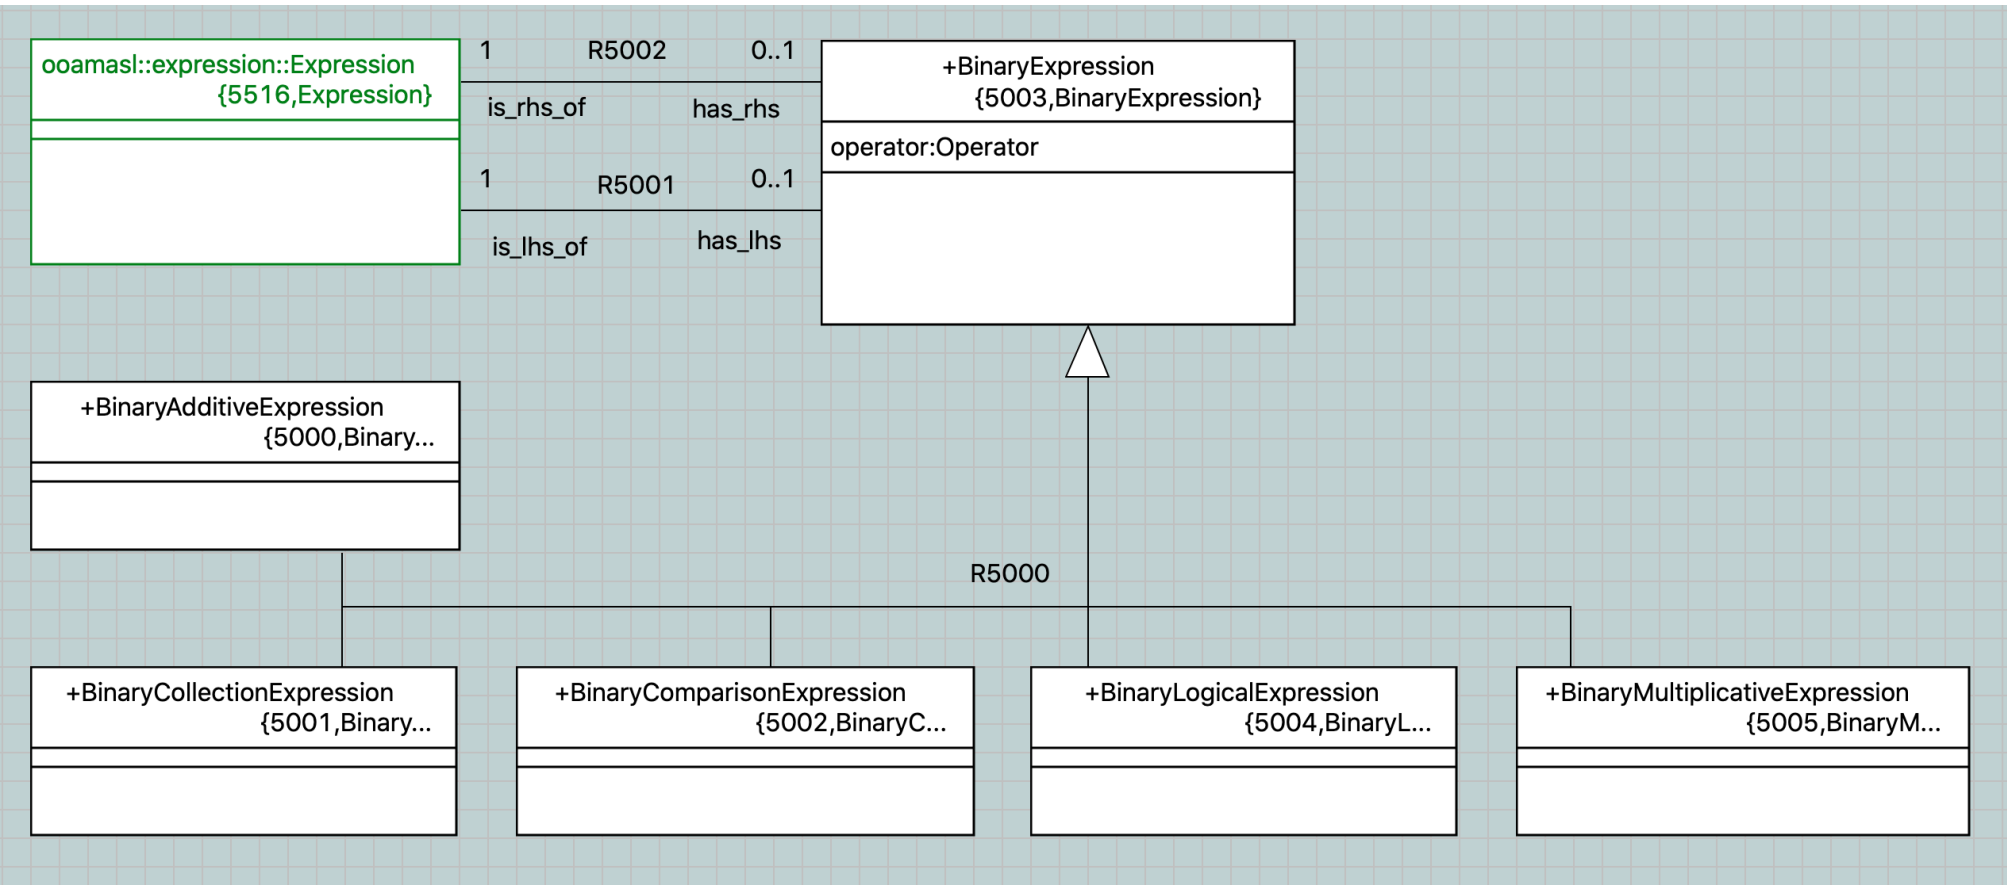 ooamasl::expression::Expression
{5516,Expression}
1
R5002
0..1
is_rhs_of
has_rhs
1
R5001
0..1
is_lhs_of
has_lhs
+BinaryExpression
{5003,BinaryExpression}
operator:Operator
+BinaryAdditiveExpression
{5000,Binary...
R5000
+BinaryCollectionExpression
{5001,Binary...
+BinaryComparisonExpression
{5002,BinaryC...
+BinaryLogicalExpression
{5004,BinaryL...
+BinaryMultiplicativeExpression
{5005,BinaryM...